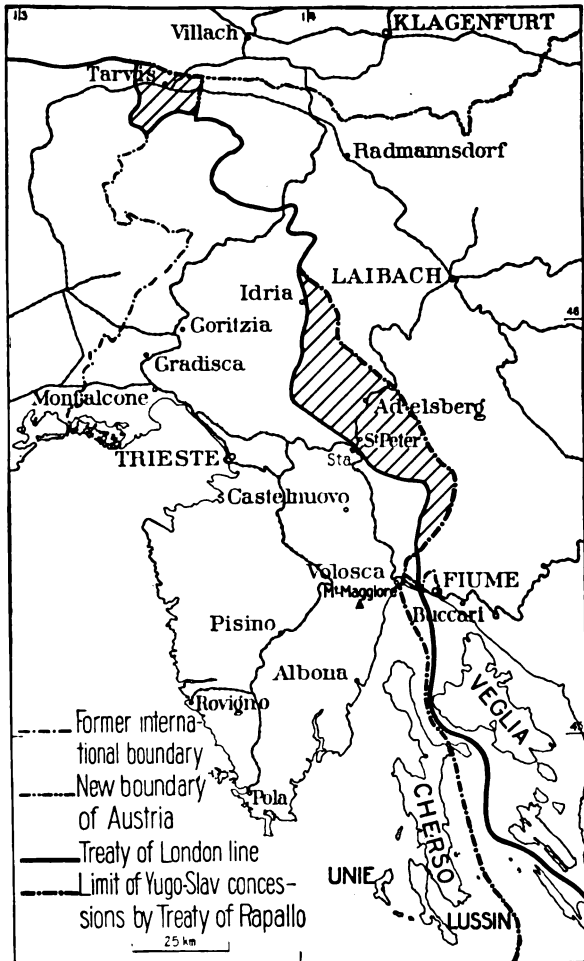 13
14
KLAGENFURT
Villach
Tarvis
Radmannsdorf
LAIBACH
Idria
46
Goritzia
Gradisca
Monfalcone
Adelsberg
St Peter
Sta
TRIESTE
Castelnuovo
Volosca
FIUME
Mt Maggiore
Buccari
Pisino
Albona
VEGLIA
Rovigno
Former interna-
tional boundary
New boundary
of Austria
Pola
CHERSO
Treaty of London line
Limit of Yugo-Slav conces-
sions by Treaty of Rapallo
UNIE
LUSSIN
25 km